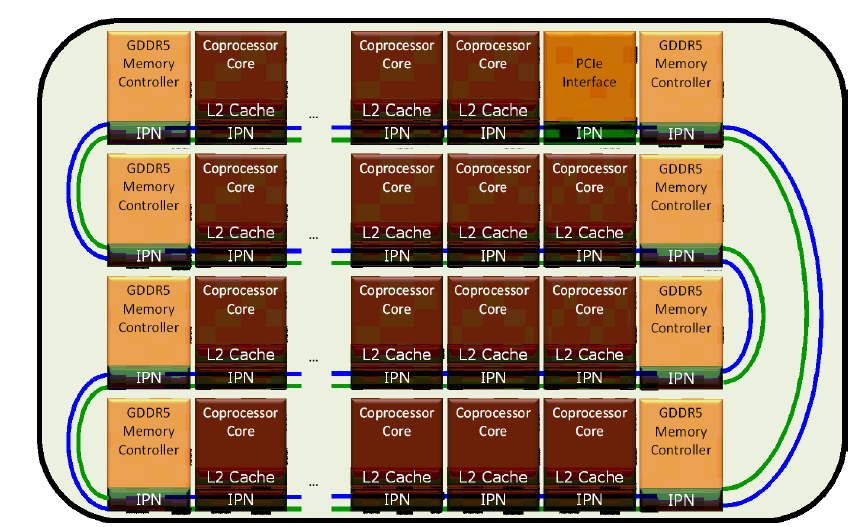 GDDR5
Memory
Controller
IPN
Coprocessor
Core
L2 Cache
IPN
...
Coprocessor
Core
L2 Cache
IPN
Coprocessor
Core
L2 Cache
IPN
PCIe
Interface
IPN
GDDR5
Memory
Controller
IPN
GDDR5
Memory
Controller
IPN
Coprocessor
Core
L2 Cache
IPN
...
Coprocessor
Core
L2 Cache
IPN
Coprocessor
Core
L2 Cache
IPN
Coprocessor
Core
L2 Cache
IPN
GDDR5
Memory
Controller
IPN
GDDR5
Memory
Controller
IPN
Coprocessor
Core
L2 Cache
IPN
...
Coprocessor
Core
L2 Cache
IPN
Coprocessor
Core
L2 Cache
IPN
Coprocessor
Core
L2 Cache
IPN
GDDR5
Memory
Controller
IPN
GDDR5
Memory
Controller
IPN
Coprocessor
Core
L2 Cache
IPN
...
Coprocessor
Core
L2 Cache
IPN
Coprocessor
Core
L2 Cache
IPN
Coprocessor
Core
L2 Cache
IPN
GDDR5
Memory
Controller
IPN